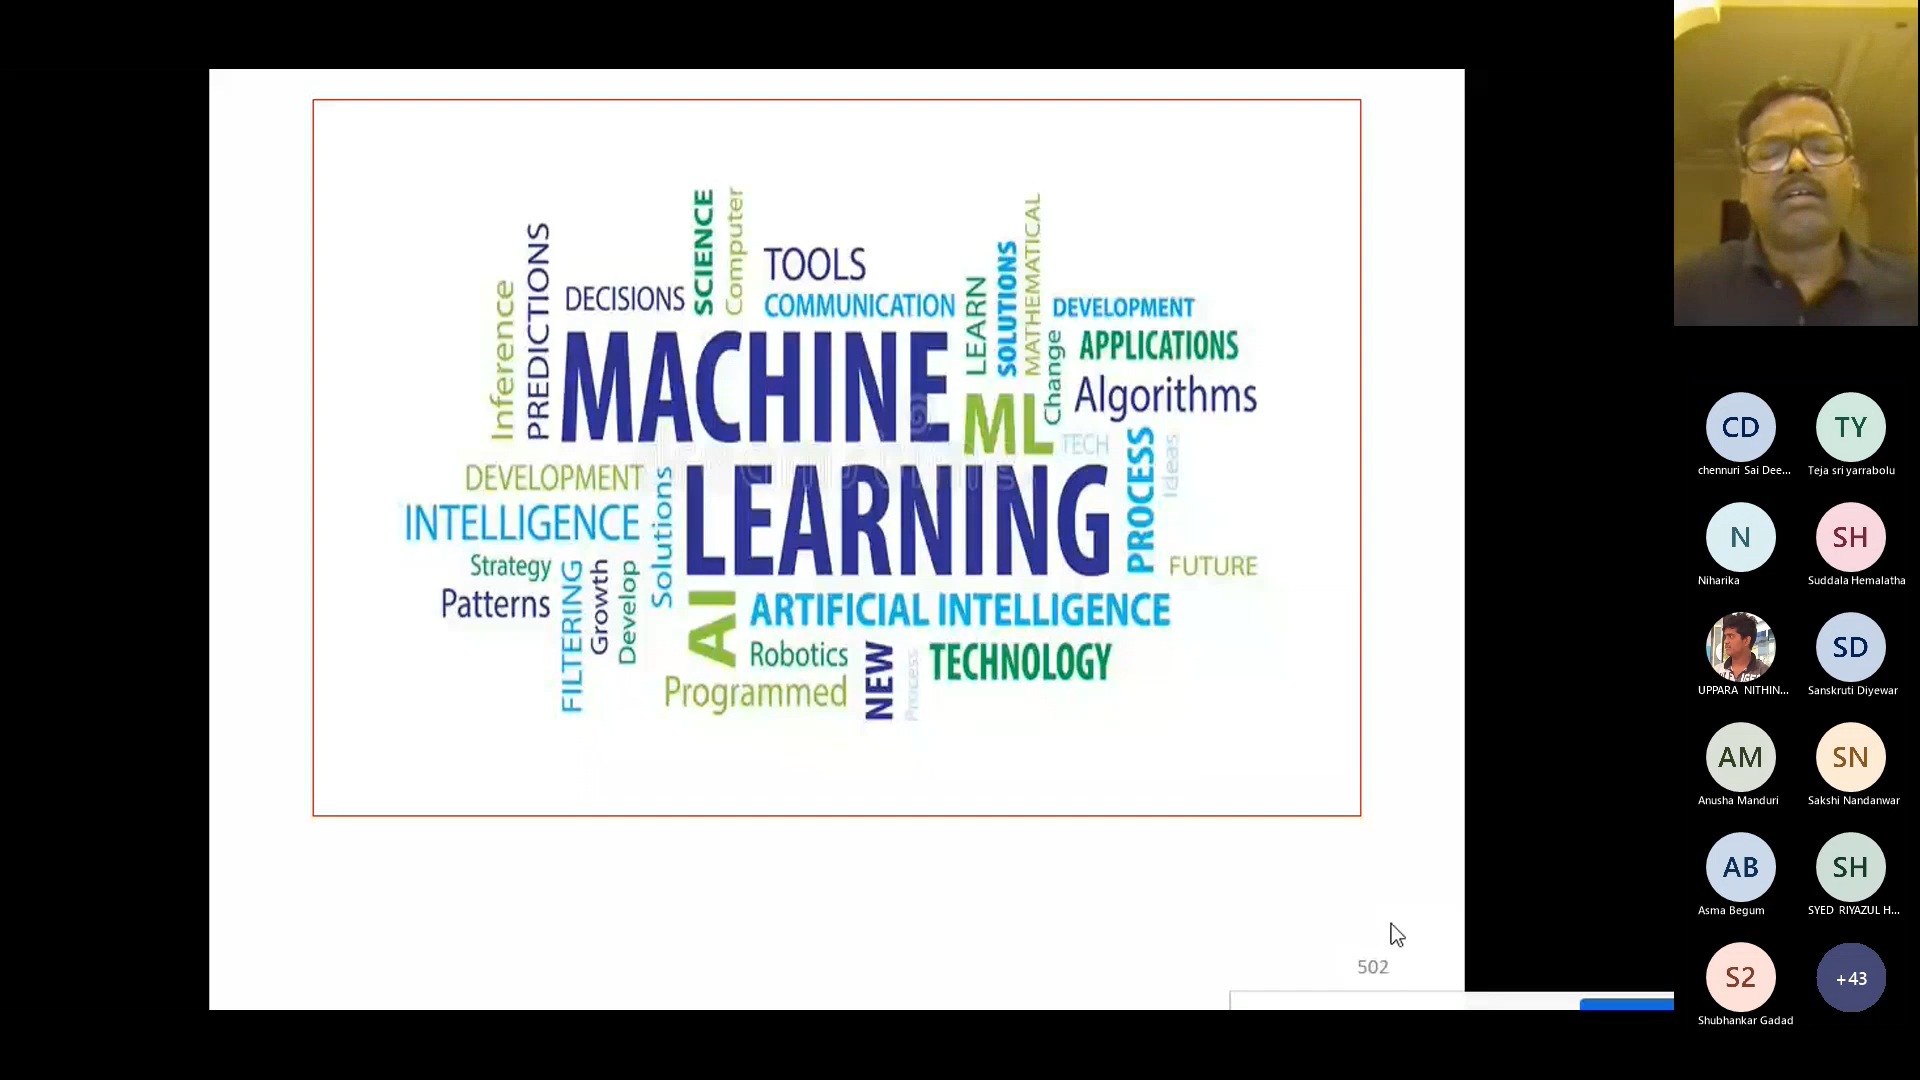 SCIENCE
Computer
TOOLS
MATHEMATICAL
PREDICTIONS
Inference
DECISIONS
COMMUNICATION
LEARN
SOLUTIONS
DEVELOPMENT
MACHINE
Change
APPLICATIONS
Algorithms
ML
TECH
PROCESS
Ideas
DEVELOPMENT
INTELLIGENCE
Solutions
LEARNING
Strategy
FUTURE
Patterns
FILTERING
Growth
Develop
AI
ARTIFICIAL INTELLIGENCE
Robotics
NEW
Process
TECHNOLOGY
Programmed
502
CD
chennuri Sai Dee...
TY
Teja sri yarrabolu
N
Niharika
SH
Suddala Hemalatha
UPPARA NITHIN...
SD
Sanskruti Diyewar
AM
Anusha Manduri
SN
Sakshi Nandanwar
AB
Asma Begum
SH
SYED RIYAZUL H...
S2
Shubhankar Gadad
+43